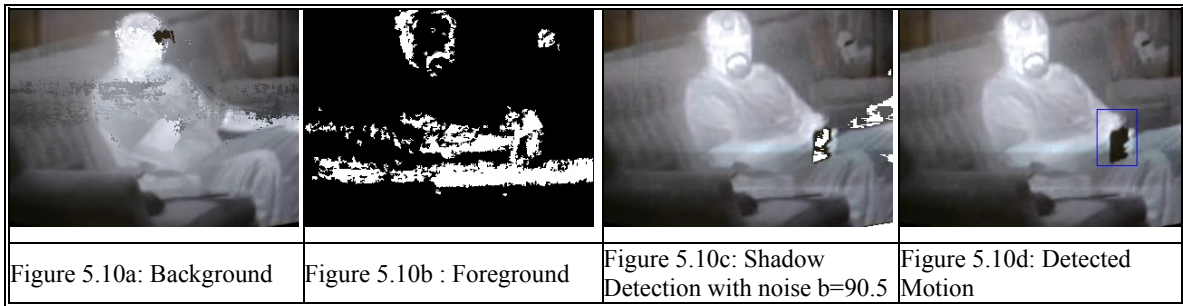 Figure 5.10a: Background
Figure 5.10b : Foreground
Figure 5.10c: Shadow
Detection with noise b=90.5
Figure 5.10d: Detected
Motion